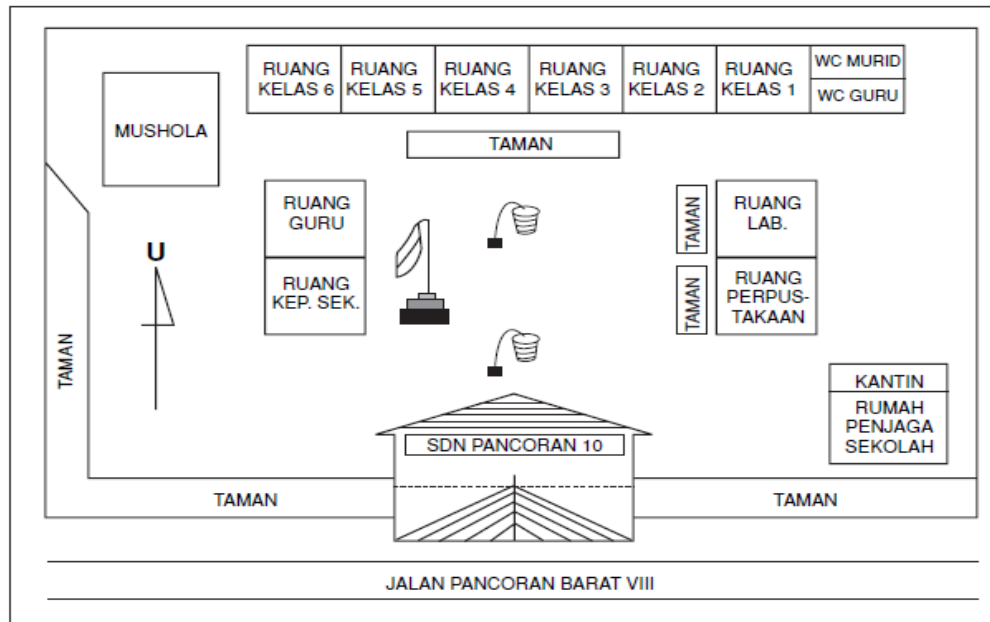 RUANG
KELAS 6
RUANG
KELAS 5
RUANG
KELAS 4
RUANG
KELAS 3
RUANG
KELAS 2
RUANG
KELAS 1
WC MURID
WC GURU
MUSHOLA
TAMAN
RUANG
GURU
TAMAN
RUANG
LAB.
U
RUANG
KEP. SEK.
TAMAN
RUANG
PERPUS-
TAKAAN
TAMAN
KANTIN
RUMAH
PENJAGA
SEKOLAH
SDN PANCORAN 10
TAMAN
TAMAN
JALAN PANCORAN BARAT VIII